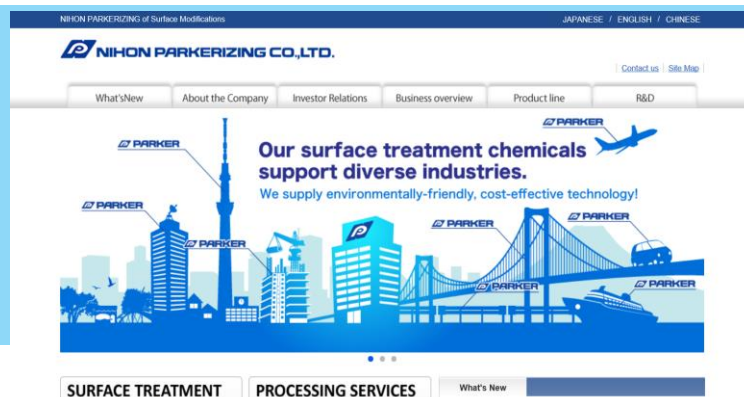 NIHON PARKERIZING of Surface Modifications
JAPANESE / ENGLISH / CHINESE
NIHON PARKERIZING CO.,LTD.
Contact us Site Map
What'sNew About the Company Investor Relations Business overview Product line R&D
PARKER
PARKER
Our surface treatment chemicals
support diverse industries.
We supply environmentally-friendly, cost-effective technology!
PARKER
PARKER
PARKER
PARKER
PARKER
PARKER
SURFACE TREATMENT
PROCESSING SERVICES
What's New